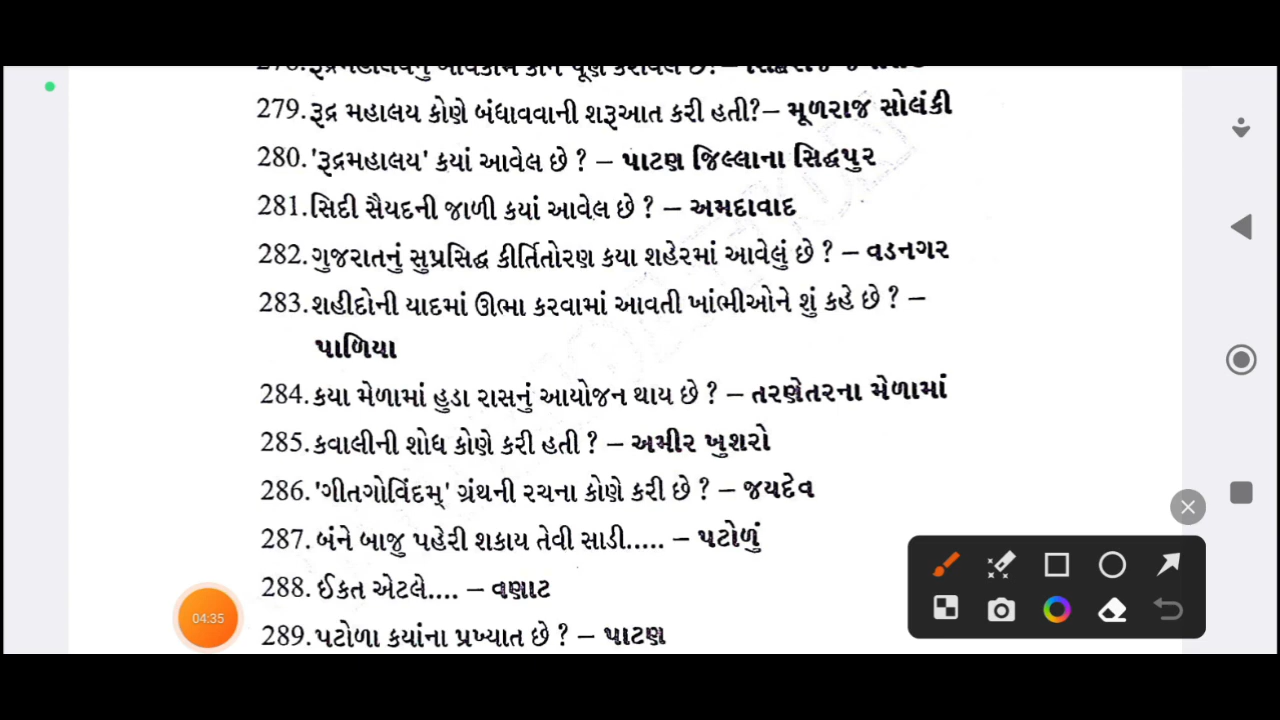 279. રુદ્ર મહાલય કોણે બંધાવવાની શરૂઆત કરી હતી?– મૂળરાજ સોલંકી
280. 'રુદ્રમહાલય' કયાં આવેલ છે ? – પાટણ જિલ્લાના સિદ્ધપુર
281. સિદી સૈયદની જાળી કયાં આવેલ છે ? – અમદાવાદ
282. ગુજરાતનું સુપ્રસિદ્ધ કીર્તિતોરણ કયા શહેરમાં આવેલું છે ? – વડનગર
283. શહીદોની યાદમાં ઊભા કરવામાં આવતી ખાંભીઓને શું કહે છે ? –
પાળિયા
284. કયા મેળામાં હુડા રાસનું આયોજન થાય છે ? – તરણેતરના મેળામાં
285. કવાલીની શોધ કોણે કરી હતી ? – અમીર ખુશરો
286. 'ગીતગોવિંદમ્' ગ્રંથની રચના કોણે કરી છે ? – જયદેવ
287. બંને બાજુ પહેરી શકાય તેવી સાડી..... – પટોળું
288. ઈકત એટલે.... – વણાટ
289. પટોળા કયાંના પ્રખ્યાત છે ? – પાટણ
04:35